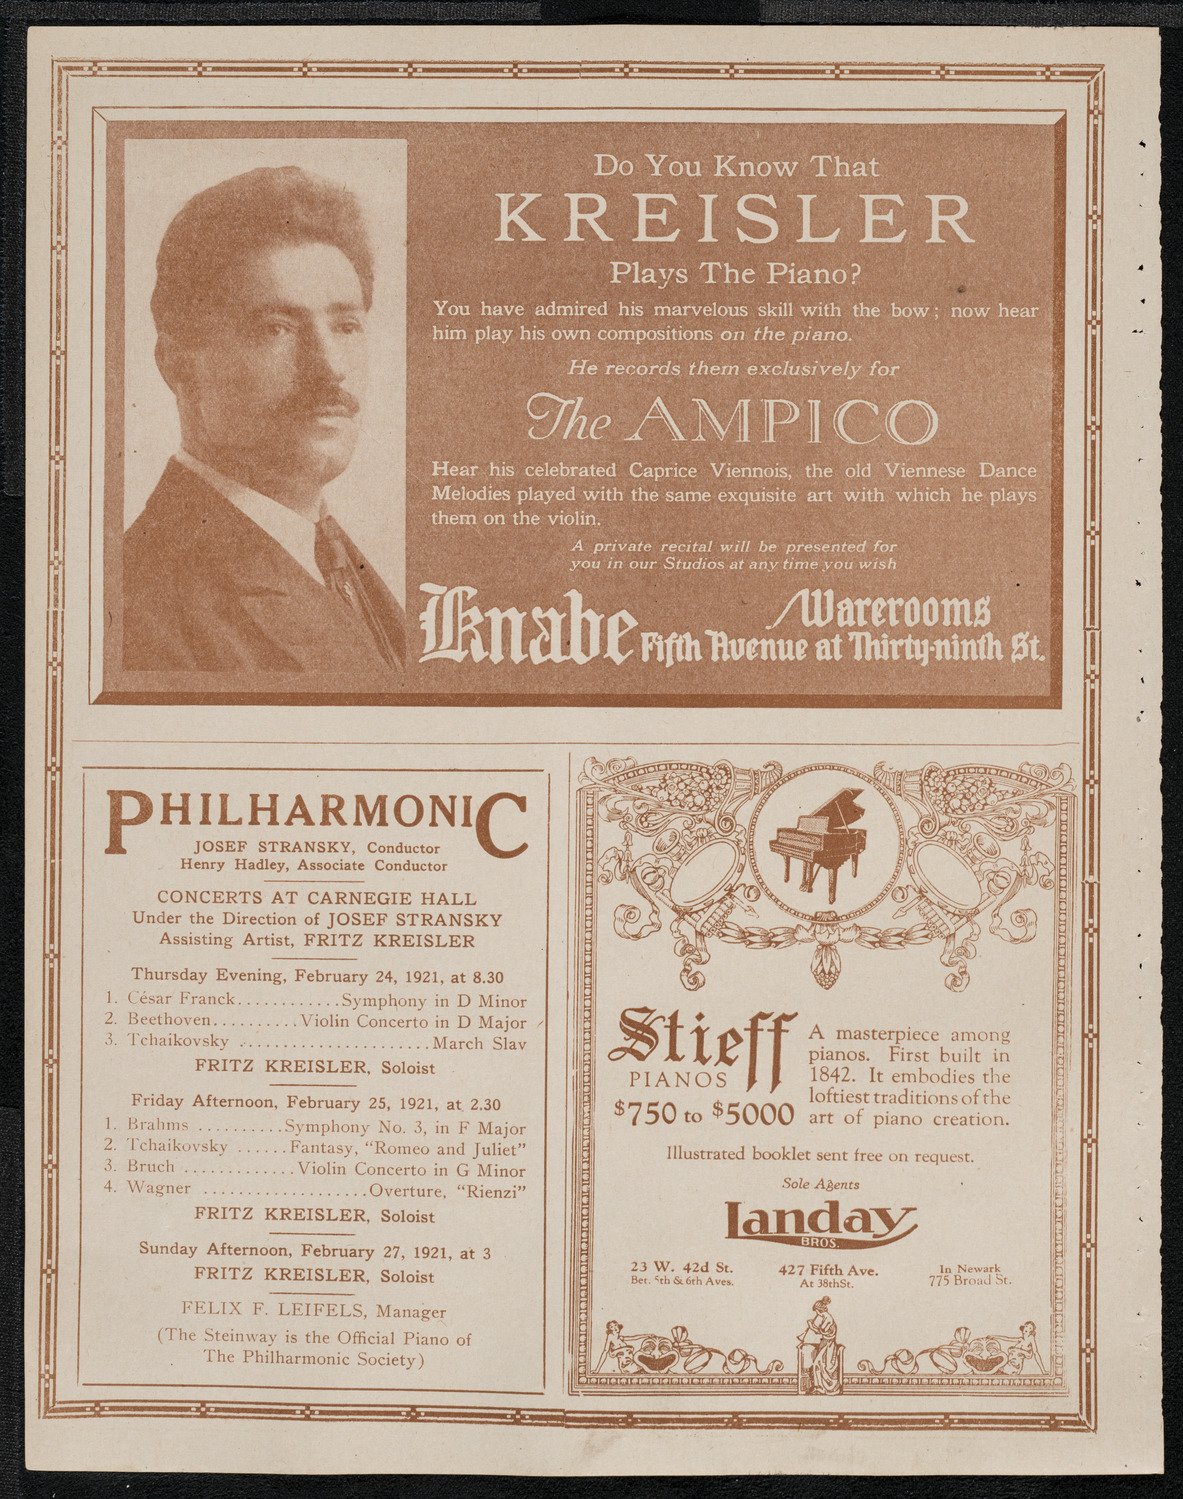 Do You Know That
KREISLER
Plays The Piano?
You have admired his marvelous skill with the bow; now hear
him play his own compositions on the piano.
He records them exclusively for
The AMPICO
Hear his celebrated Caprice Viennois, the old Viennese Dance
Melodies played with the same exquisite art with which he plays
them on the violin.
A private recital will be presented for
you in our Studios at any time you wish
Knabe Warerooms
Fifth Avenue at Thirty-ninth St.
PHILHARMONIC
JOSEF STRANSKY, Conductor
Henry Hadley, Associate Conductor
CONCERTS AT CARNEGIE HALL
Under the Direction of JOSEF STRANSKY
Assisting Artist, FRITZ KREISLER
Thursday Evening, February 24, 1921, at 8.30
1. César Franck............Symphony in D Minor
2. Beethoven..........Violin Concerto in D Major
3. Tchaikovsky ......................March Slav
FRITZ KREISLER, Soloist
Friday Afternoon, February 25, 1921, at 2.30
1. Brahms ..........Symphony No. 3, in F Major
2. Tchaikovsky ......Fantasy, "Romeo and Juliet"
3. Bruch .............Violin Concerto in G Minor
4. Wagner ...................Overture, "Rienzi"
FRITZ KREISLER, Soloist
Sunday Afternoon, February 27, 1921, at 3
FRITZ KREISLER, Soloist
FELIX F. LEIFELS, Manager
(The Steinway is the Official Piano of
The Philharmonic Society)
Stieff
PIANOS
$750 to $5000
A masterpiece among
pianos. First built in
1842. It embodies the
loftiest traditions of the
art of piano creation.
Illustrated booklet sent free on request.
Sole Agents
Landay
BROS.
23 W. 42d St.
Bet. 5th & 6th Aves.
427 Fifth Ave.
At 38th St.
In Newark
775 Broad St.